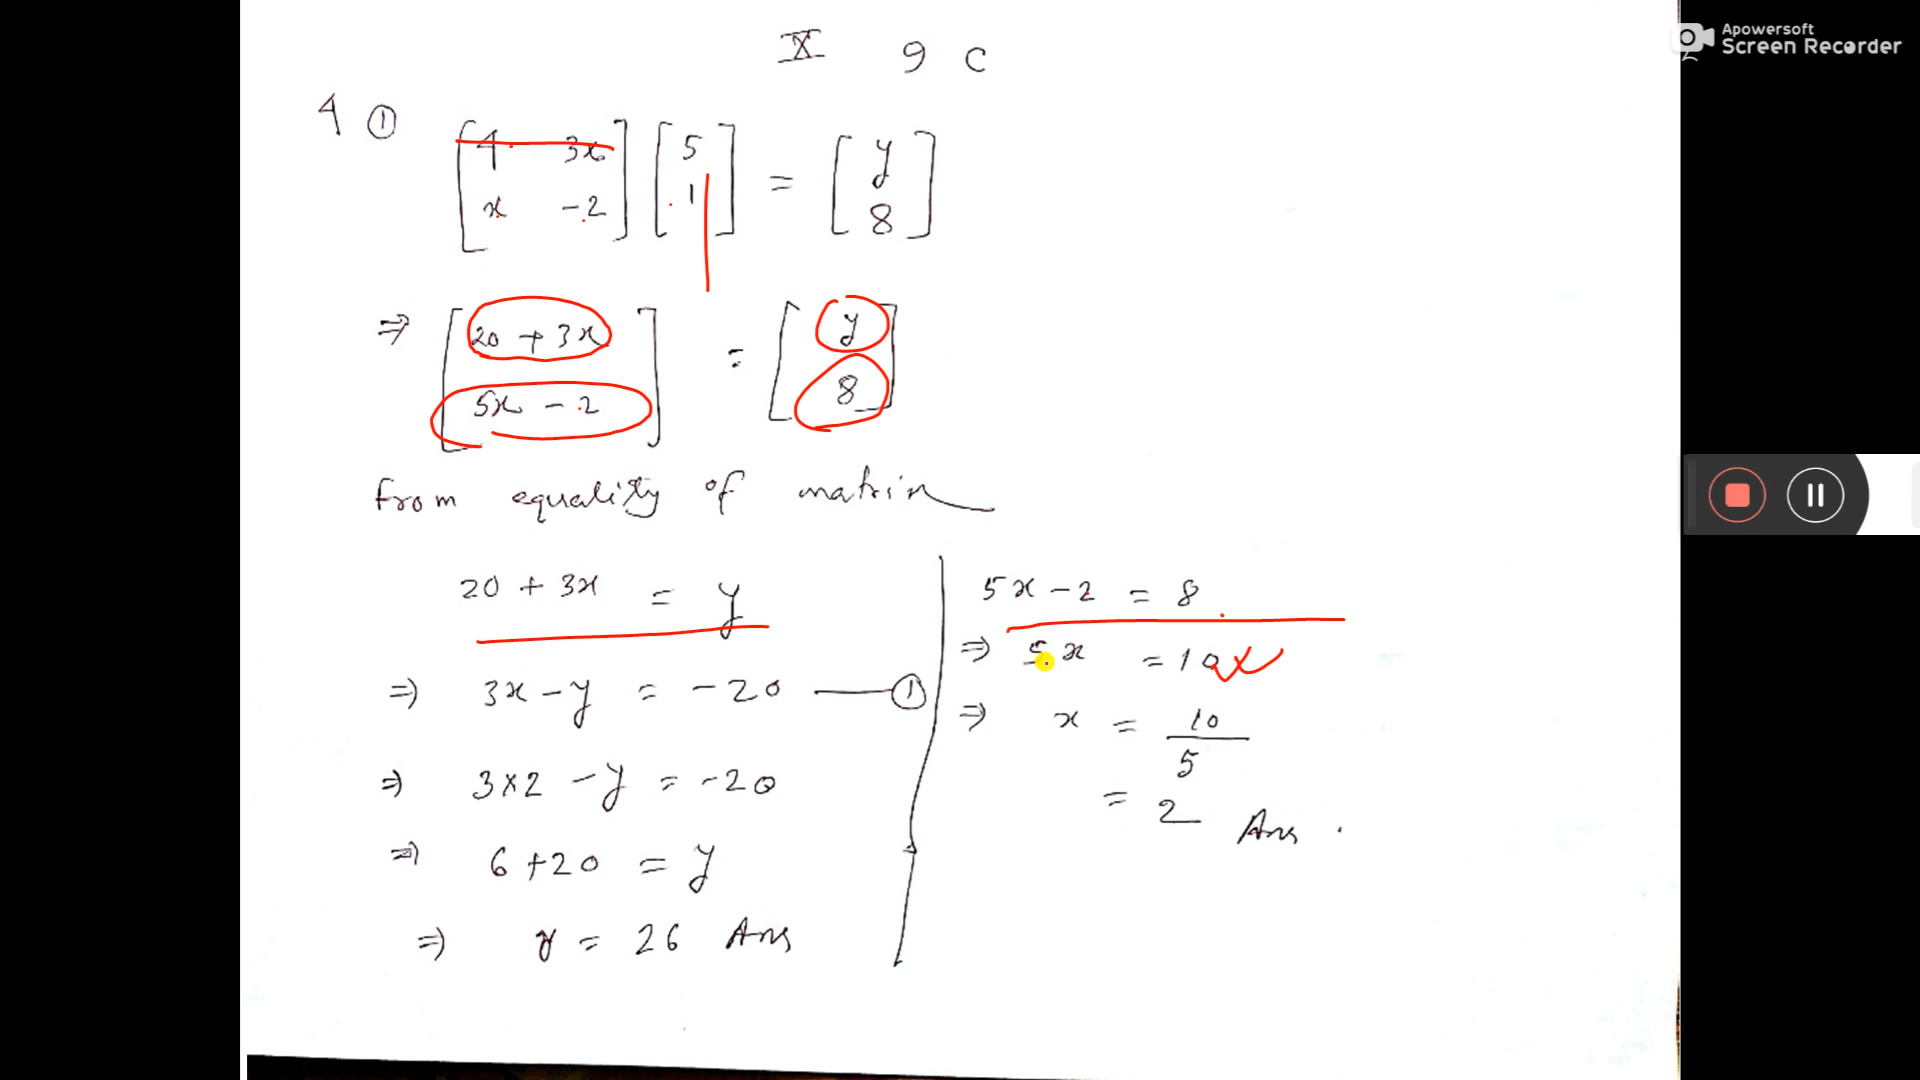 X 9 C
4 ①
[4 3x
x -2] [5
1] = [y
8]
⇒ [20 + 3x
5x - 2] = [y
8]
From equality of matrix
20 + 3x = y
⇒ 3x - y = -20 —— ①
⇒ 3×2 - y = -20
⇒ 6 + 20 = y
⇒ y = 26 Ans
5x - 2 = 8
⇒ 5x = 10
⇒ x = 10/5
= 2 Ans.
Apowersoft
Screen Recorder